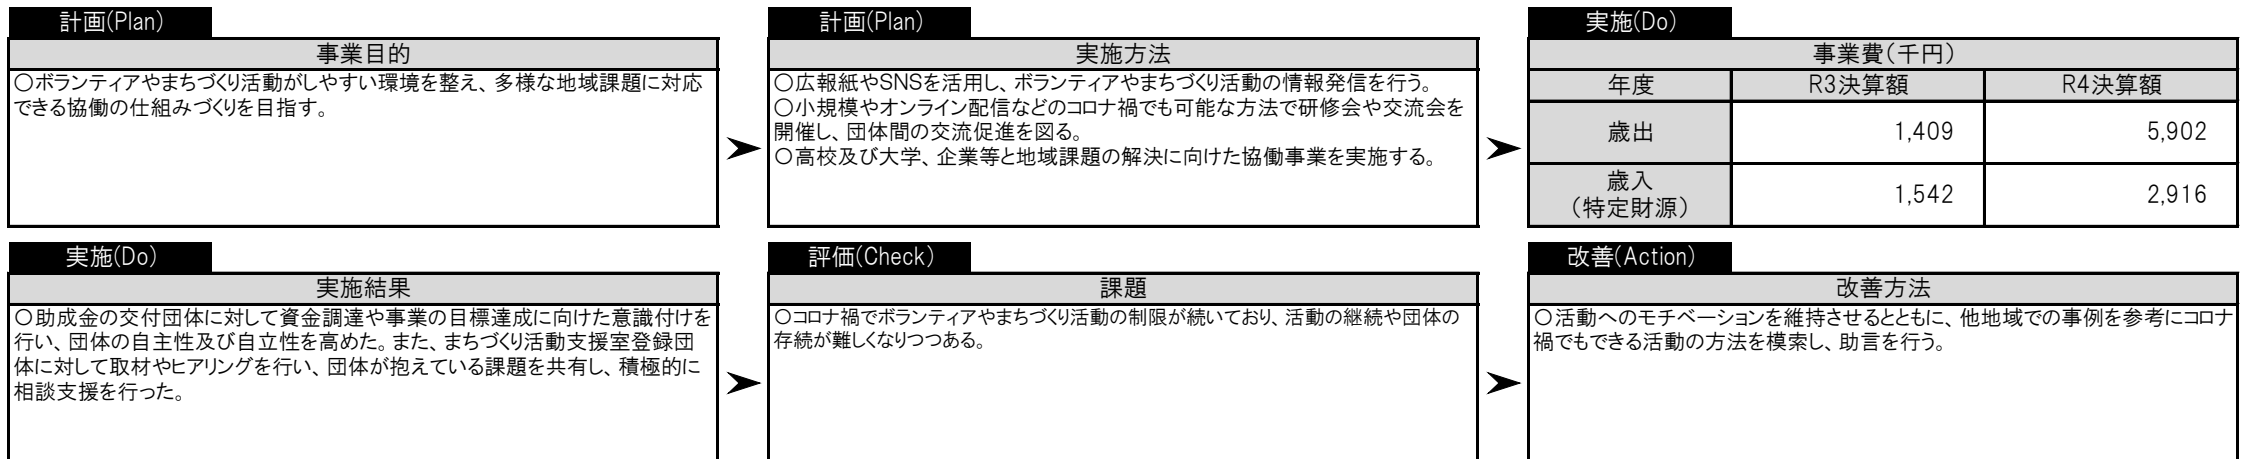 計画(Plan)
事業目的
○ボランティアやまちづくり活動がしやすい環境を整え、多様な地域課題に対応
できる協働の仕組みづくりを目指す。
計画(Plan)
実施方法
○広報紙やSNSを活用し、ボランティアやまちづくり活動の情報発信を行う。
○小規模やオンライン配信などのコロナ禍でも可能な方法で研修会や交流会を
開催し、団体間の交流促進を図る。
○高校及び大学、企業等と地域課題の解決に向けた協働事業を実施する。
実施(Do)
事業費(千円)
年度 R3決算額 R4決算額
歳出 1,409 5,902
歳入
(特定財源) 1,542 2,916
実施(Do)
実施結果
○助成金の交付団体に対して資金調達や事業の目標達成に向けた意識付けを
行い、団体の自主性及び自立性を高めた。また、まちづくり活動支援室登録団
体に対して取材やヒアリングを行い、団体が抱えている課題を共有し、積極的に
相談支援を行った。
評価(Check)
課題
○コロナ禍でボランティアやまちづくり活動の制限が続いており、活動の継続や団体の
存続が難しくなりつつある。
改善(Action)
改善方法
○活動へのモチベーションを維持させるとともに、他地域での事例を参考にコロナ
禍でもできる活動の方法を模索し、助言を行う。